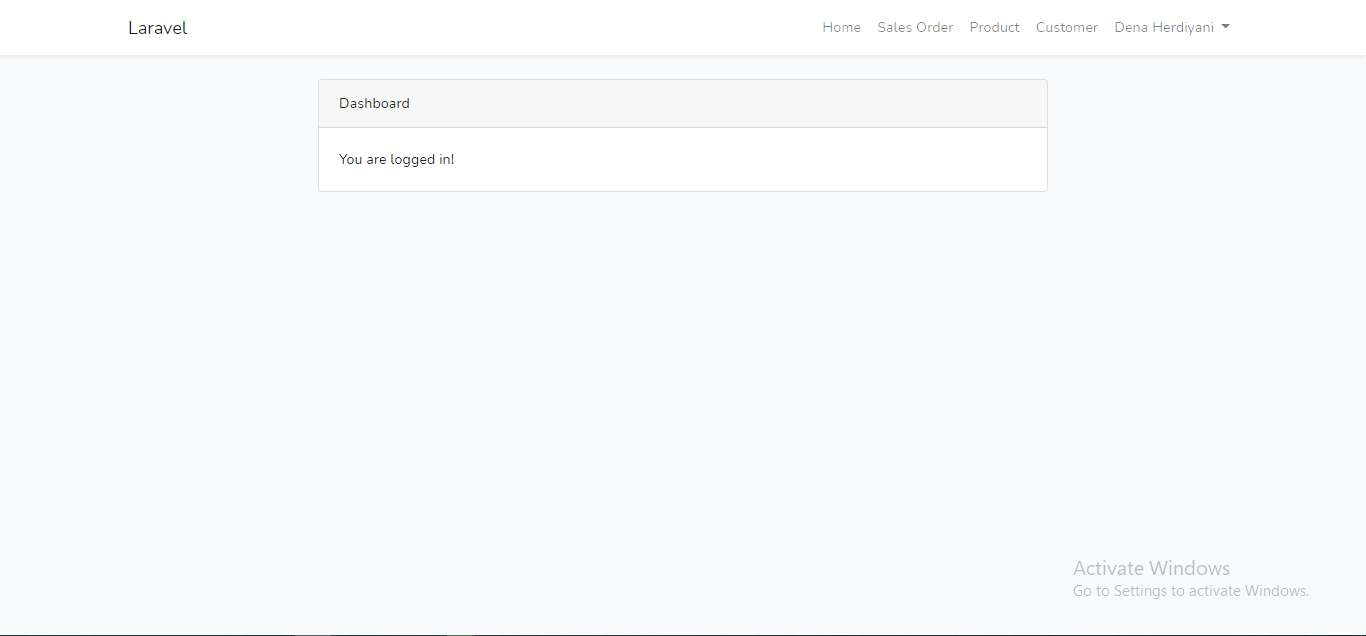 Laravel Home Sales Order Product Customer Dena Herdiyani
Dashboard
You are logged in!
Activate Windows
Go to Settings to activate Windows.